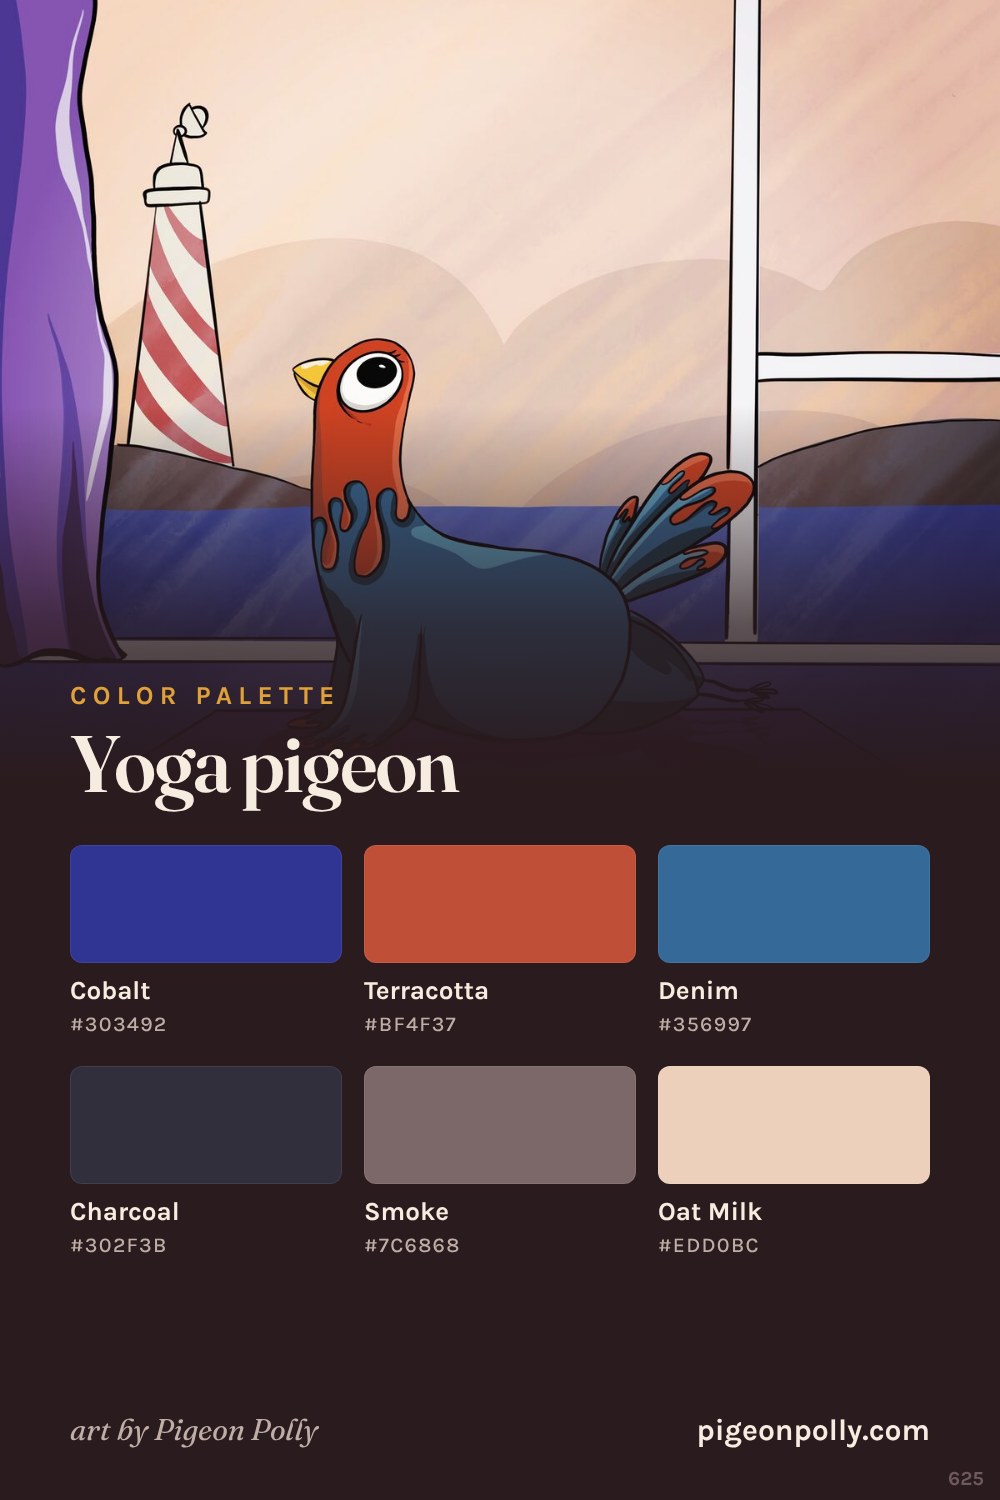 COLOR PALETTE
Yoga pigeon
Cobalt Terracotta Denim
#303492 #BF4F37 #356997
Charcoal Smoke Oat Milk
#302F3B #7C6868 #EDD0BC
art by Pigeon Polly pigeonpolly.com
625